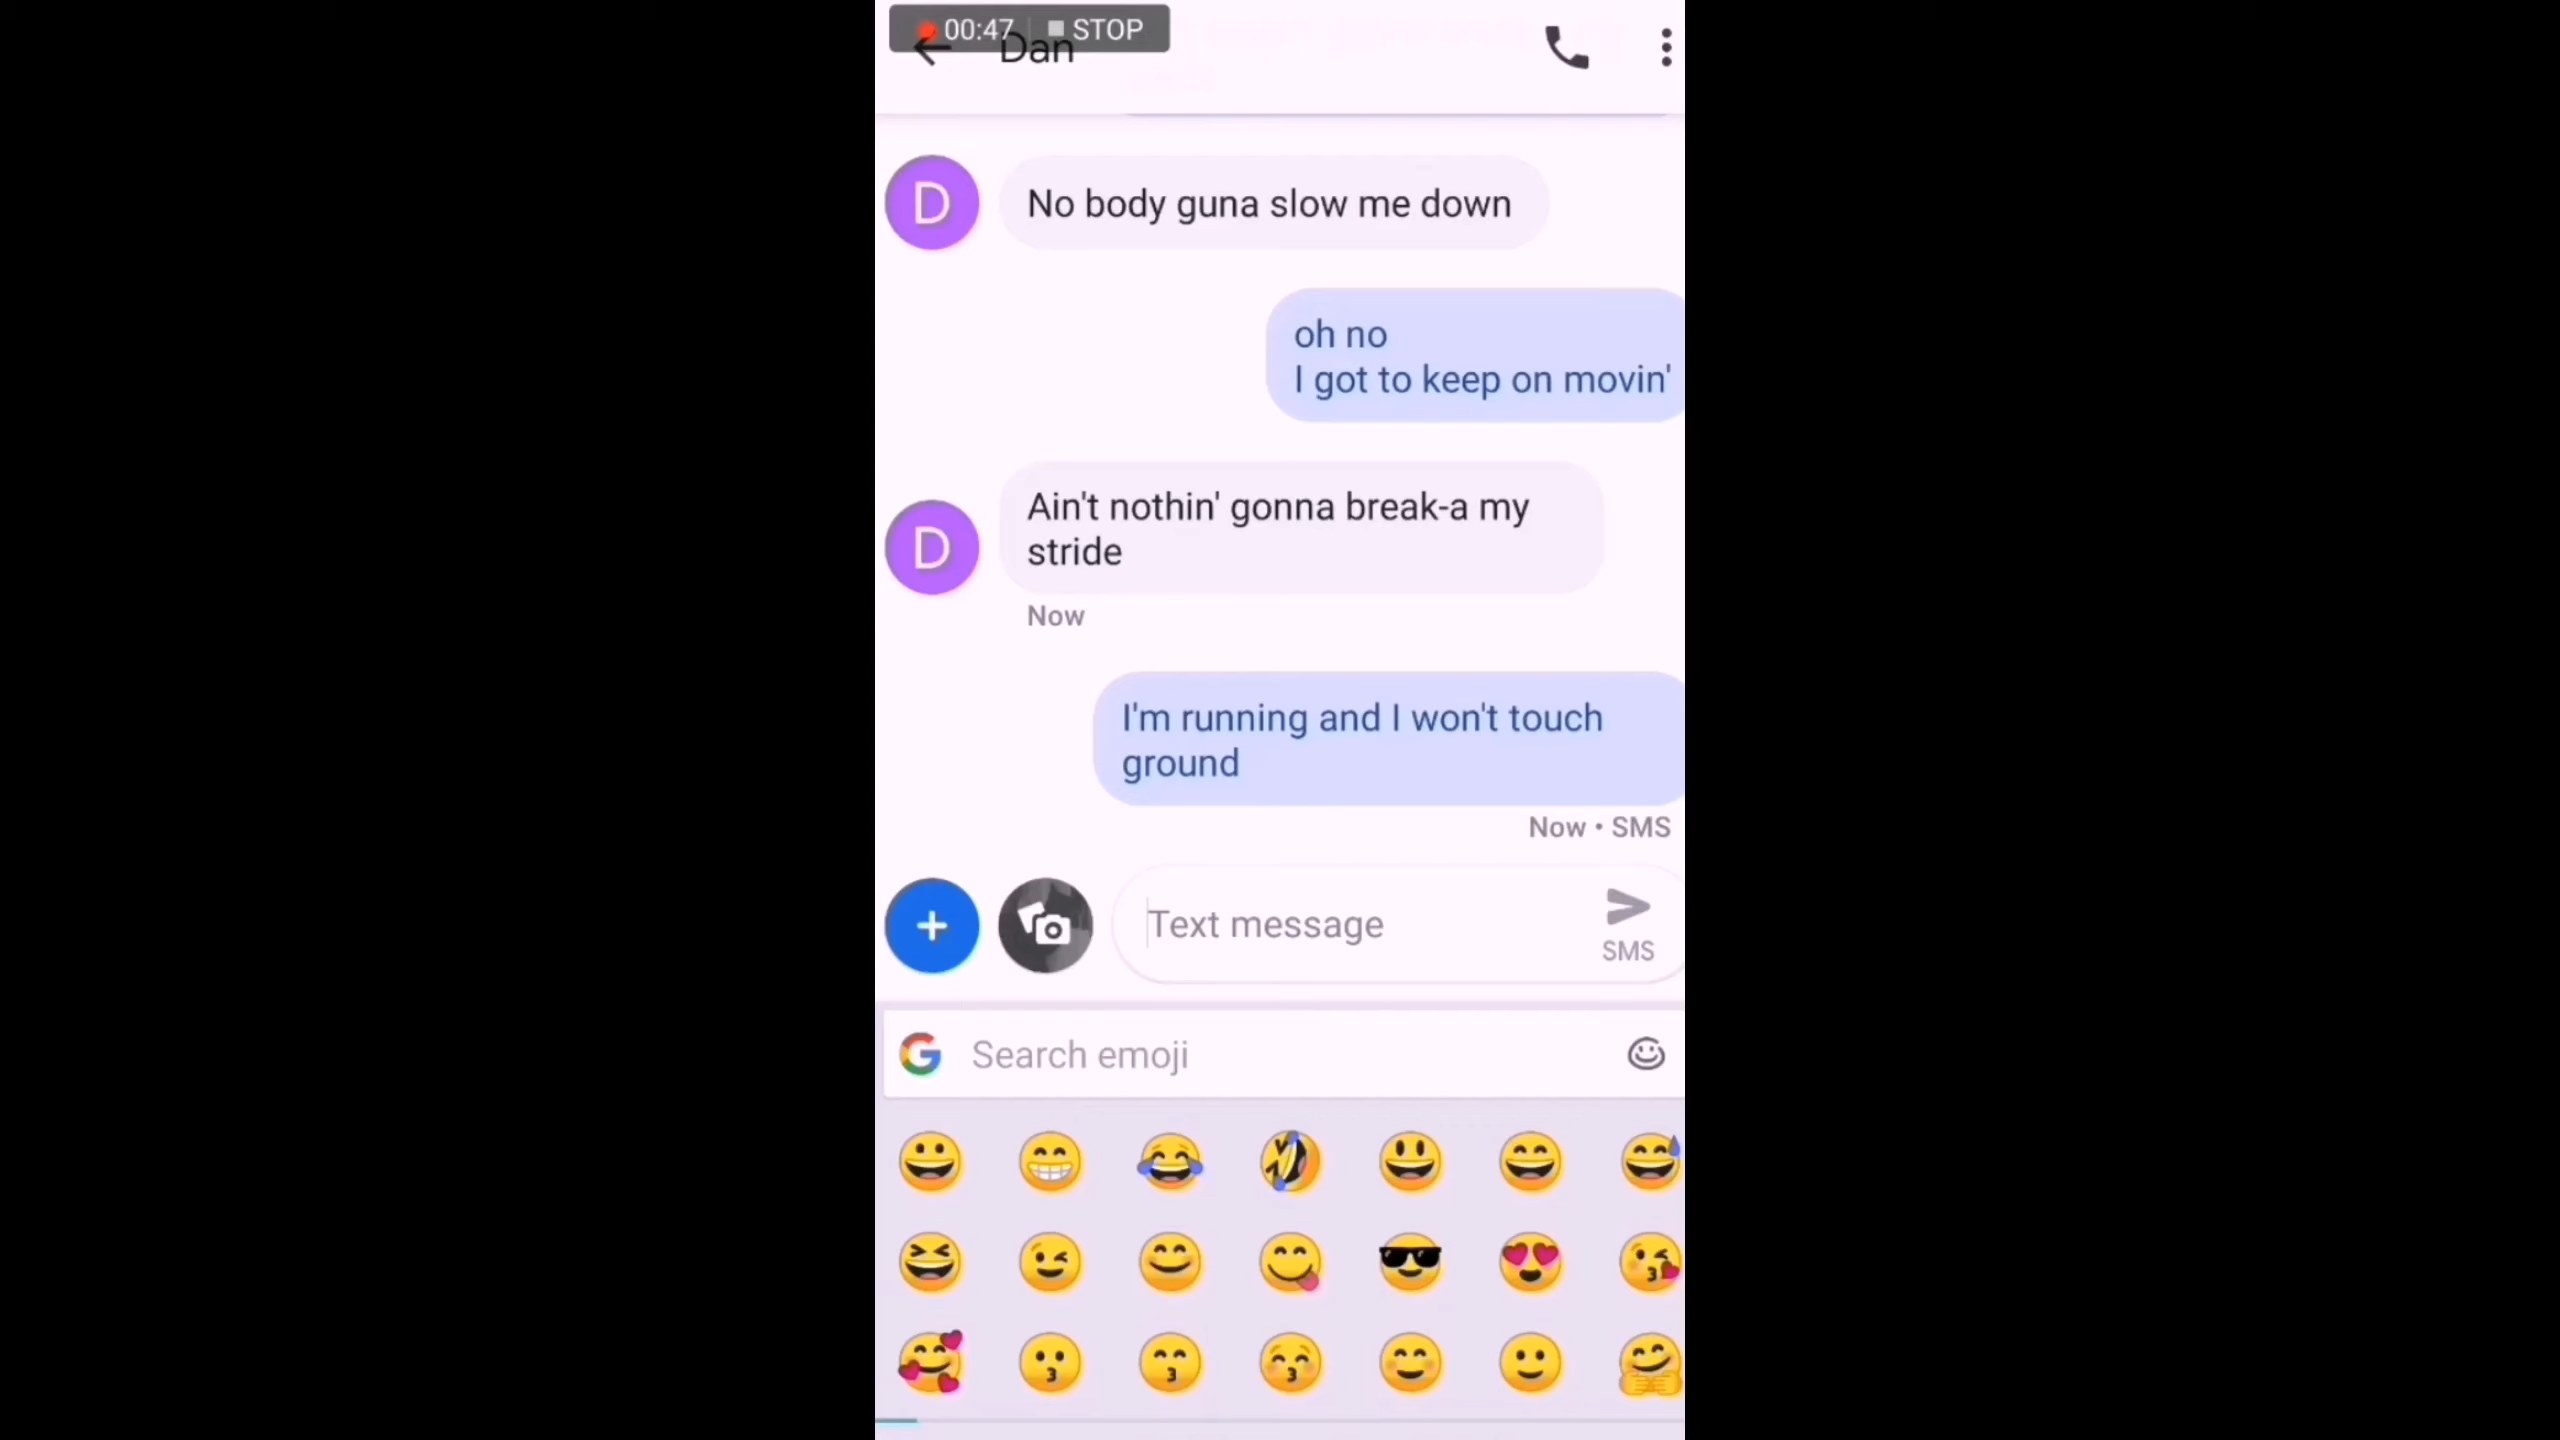 00:47 STOP
Dan
D
No body guna slow me down
oh no
I got to keep on movin'
D
Ain't nothin' gonna break-a my
stride
Now
I'm running and I won't touch
ground
Now • SMS
Text message
SMS
G
Search emoji